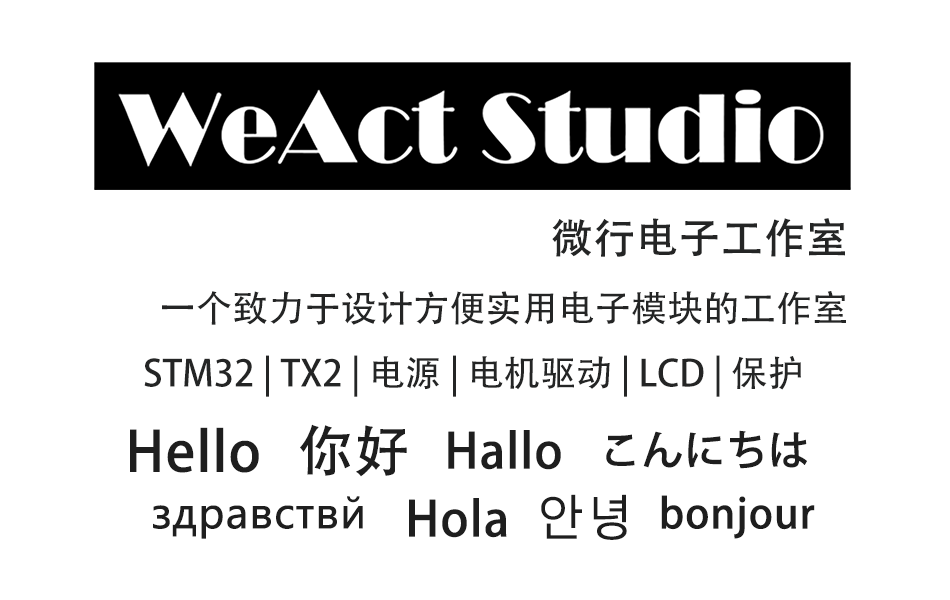 WeAct Studio
微行电子工作室
一个致力于设计方便实用电子模块的工作室
STM32 | TX2 | 电源 | 电机驱动 | LCD | 保护
Hello 你好 Hallo こんにちは
здравствй Hola 안녕 bonjour